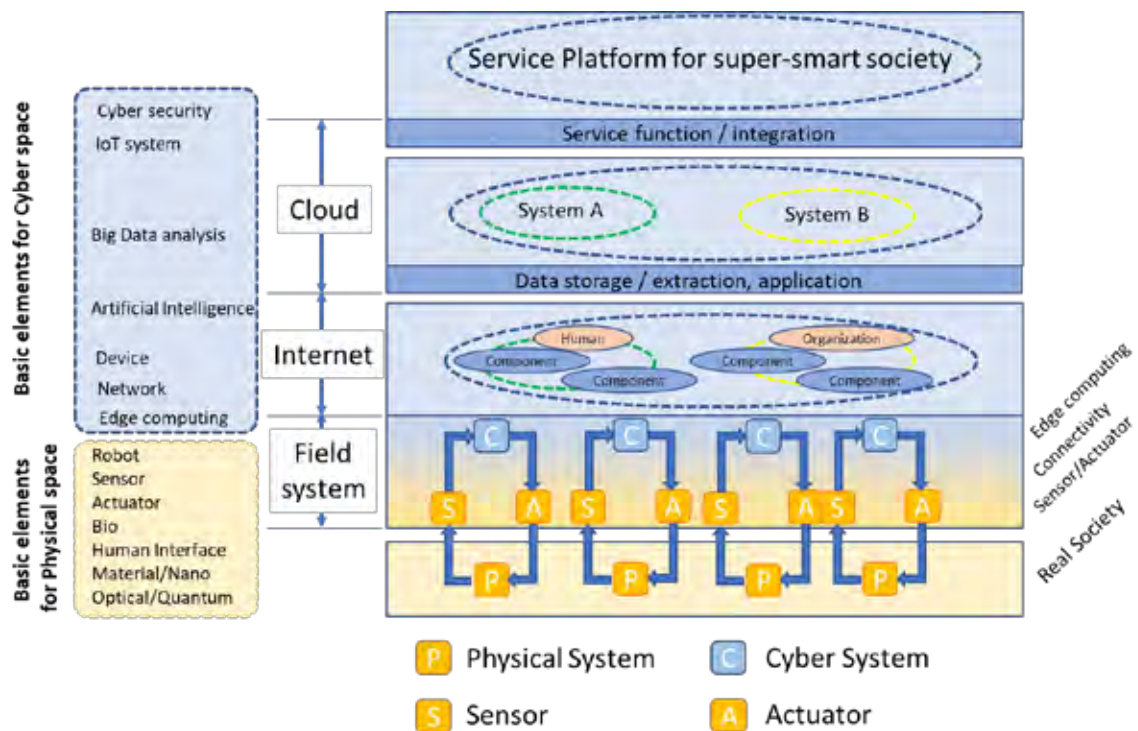 Service Platform for super-smart society
Service function / integration
System A
System B
Data storage / extraction, application
Human
Component
Component
Organization
Component
Component
Basic elements for Cyber space
Cyber security
IoT system
Big Data analysis
Artificial Intelligence
Device
Network
Edge computing
Cloud
Internet
Field
system
Basic elements
for Physical space
Robot
Sensor
Actuator
Bio
Human Interface
Material/Nano
Optical/Quantum
C
C
C
C
S
A
S
A
S
A
S
A
P
P
P
P
Edge computing
Connectivity
Sensor/Actuator
Real Society
P Physical System
C Cyber System
S Sensor
A Actuator